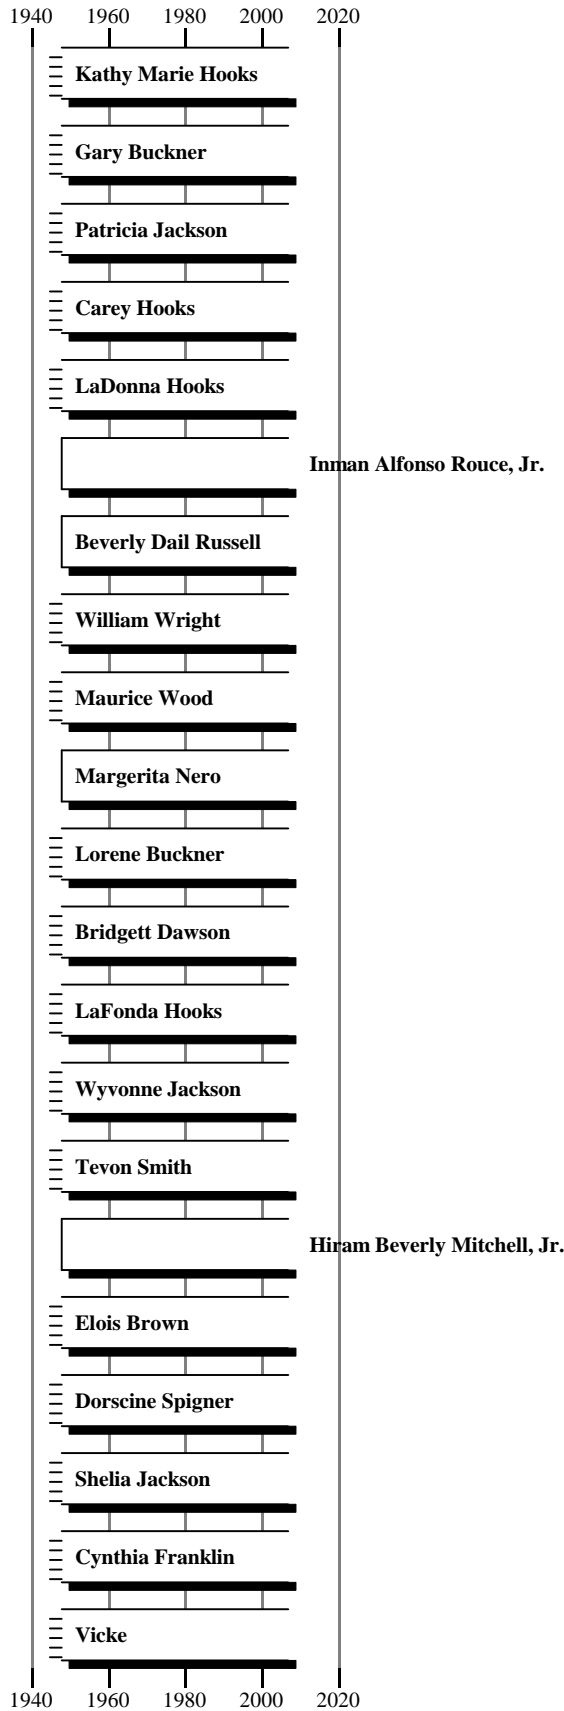 1940 1960 1980 2000 2020
Kathy Marie Hooks
Gary Buckner
Patricia Jackson
Carey Hooks
LaDonna Hooks
Inman Alfonso Rouce, Jr.
Beverly Dail Russell
William Wright
Maurice Wood
Margerita Nero
Lorene Buckner
Bridgett Dawson
LaFonda Hooks
Wyvonne Jackson
Tevon Smith
Hiram Beverly Mitchell, Jr.
Elois Brown
Dorscine Spigner
Shelia Jackson
Cynthia Franklin
Vicke
1940 1960 1980 2000 2020